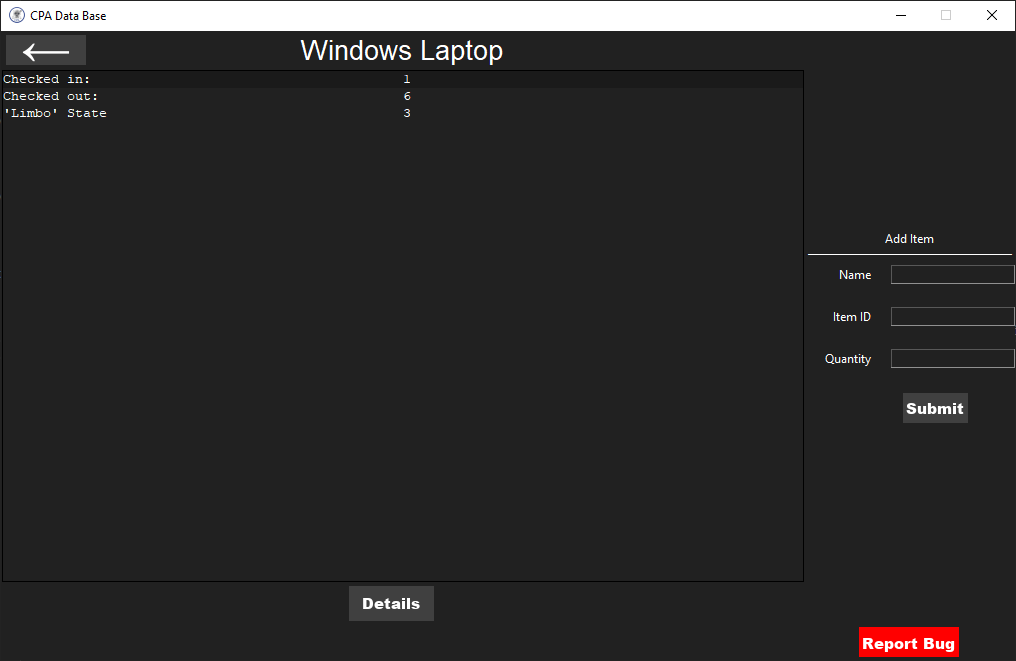 CPA Data Base
Windows Laptop
Checked in: 1
Checked out: 6
'Limbo' State 3
Add Item
Name
Item ID
Quantity
Submit
Details
Report Bug